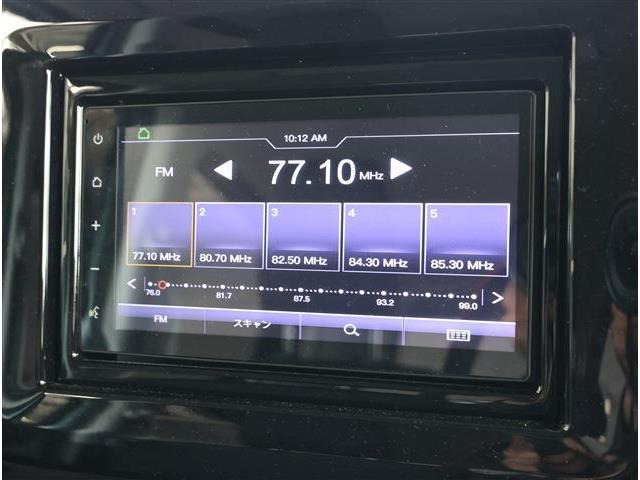 10:12 AM
FM 77.10 MHz
1 2 3 4 5
77.10 MHz 80.70 MHz 82.50 MHz 84.30 MHz 85.30 MHz
76.0 81.7 87.5 93.2 99.0
FM スキャン